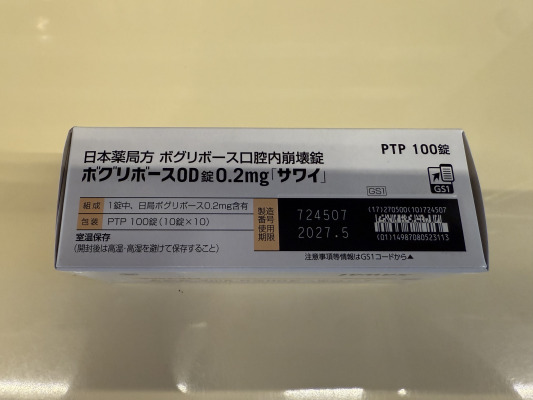 日本薬局方 ボグリボース口腔内崩壊錠
PTP 100錠
ボグリボースOD錠0.2mg「サワイ」
GS1
GS1
組成 1錠中、日局ボグリボース0.2mg含有
包装 PTP 100錠(10錠×10)
室温保存
(開封後は高温・高湿を避けて保存すること)
製造番号 724507
使用期限 2027.5
(17)270500(10)724507
(01)14987080523113
注意事項等情報はGS1コードから▲